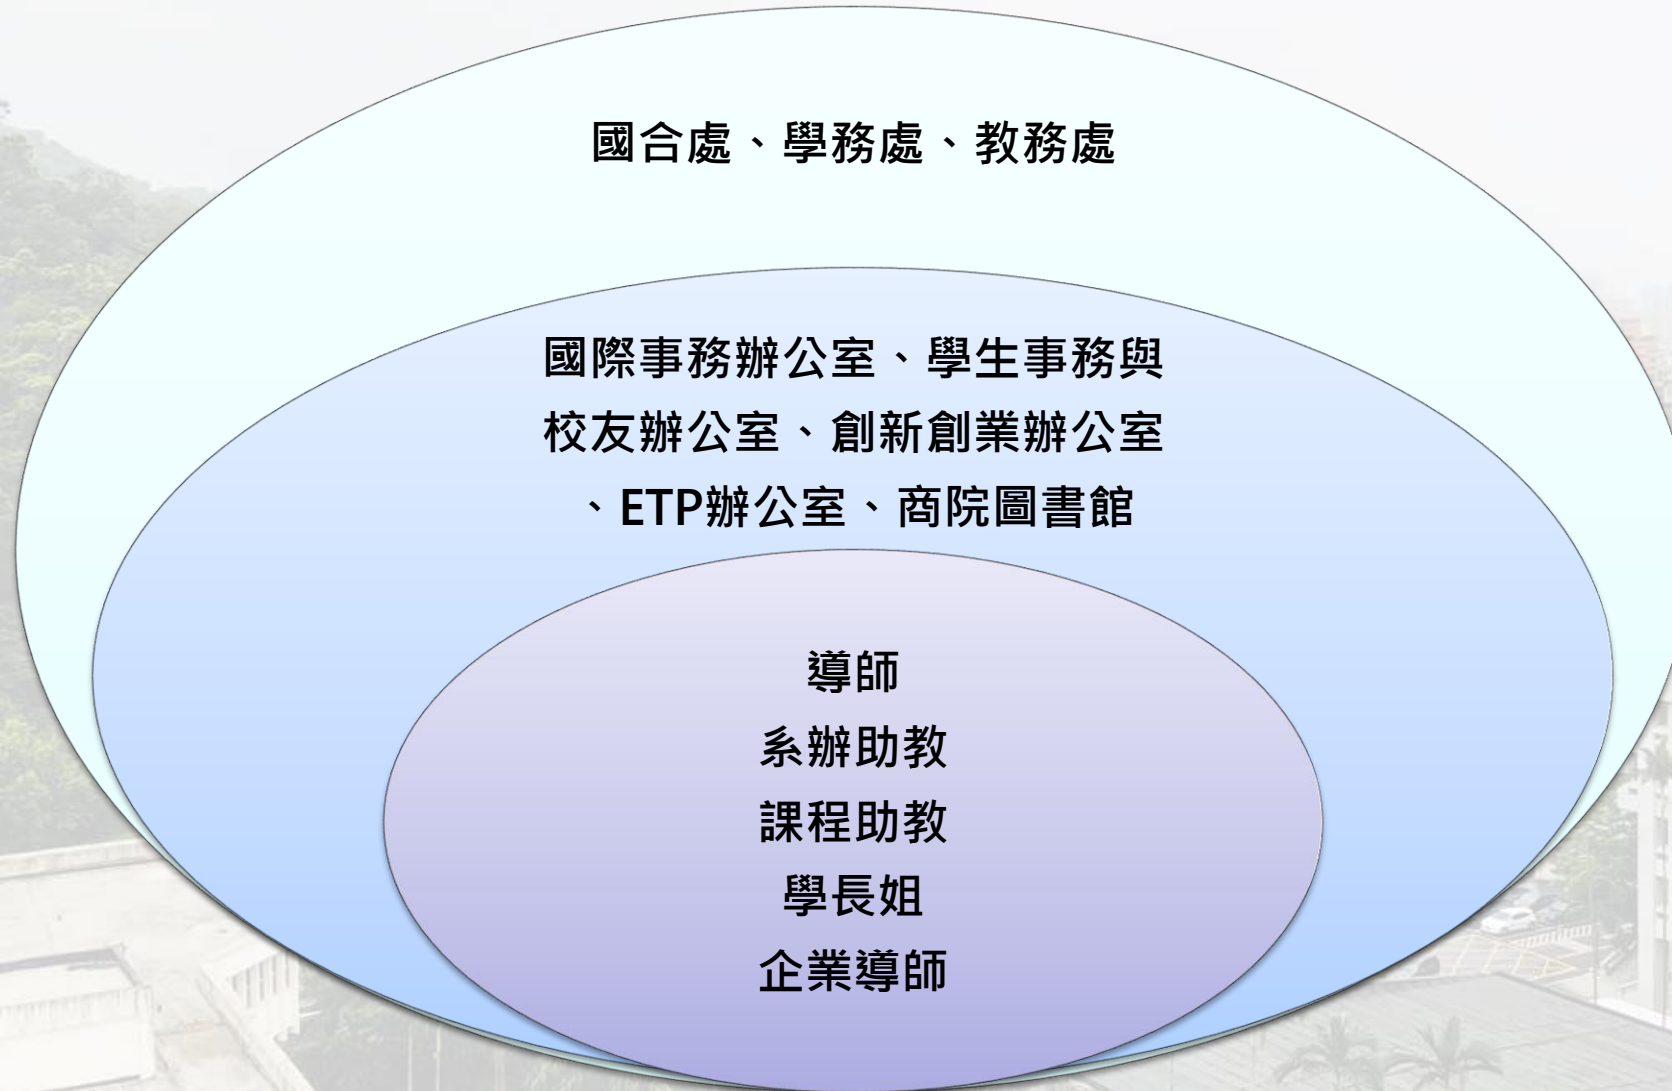 國合處、學務處、教務處
國際事務辦公室、學生事務與
校友辦公室、創新創業辦公室
、ETP辦公室、商院圖書館
導師
系辦助教
課程助教
學長姐
企業導師